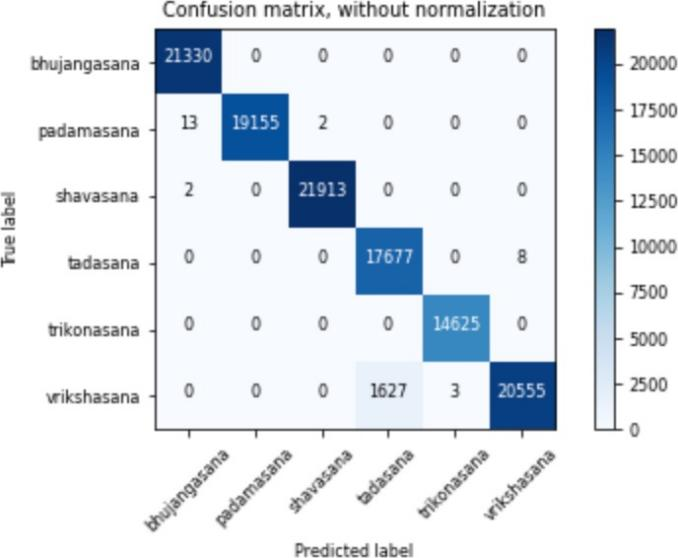 Confusion matrix, without normalization
True label
bhujangasana 21330 0 0 0 0 0
padamasana 13 19155 2 0 0 0
shavasana 2 0 21913 0 0 0
tadasana 0 0 0 17677 0 8
trikonasana 0 0 0 0 14625 0
vrikshasana 0 0 0 1627 3 20555
bhujangasana padamasana shavasana tadasana trikonasana vrikshasana
Predicted label
20000
17500
15000
12500
10000
7500
5000
2500
0